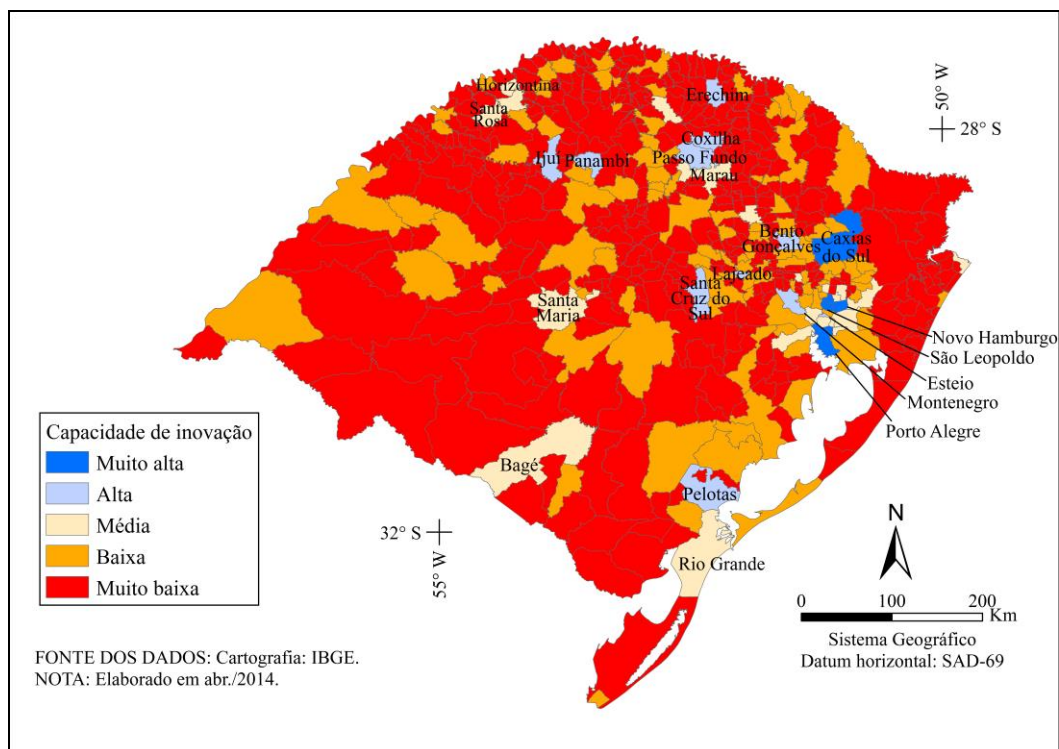 Horizontina
Santa
Rosa
Erechim
50° W
28° S
Ijuí
Panambi
Coxilha
Passo Fundo
Marau
Bento
Gonçalves
Caxias
do Sul
Lajeado
Santa
Cruz do
Sul
Santa
Maria
Novo Hamburgo
São Leopoldo
Esteio
Montenegro
Porto Alegre
Capacidade de inovação
Muito alta
Alta
Média
Baixa
Muito baixa
Bagé
Pelotas
Rio Grande
32° S
55° W
N
0 100 200
Km
Sistema Geográfico
Datum horizontal: SAD-69
FONTE DOS DADOS: Cartografia: IBGE.
NOTA: Elaborado em abr./2014.